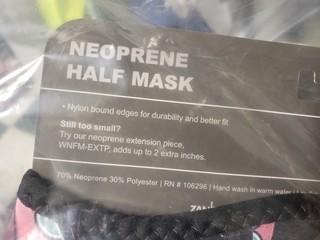 NEOPRENE
HALF MASK
• Nylon bound edges for durability and better fit
Still too small?
Try our neoprene extension piece,
WNFM-EXTP, adds up to 2 extra inches.
70% Neoprene 30% Polyester | RN # 106296 | Hand wash in warm water